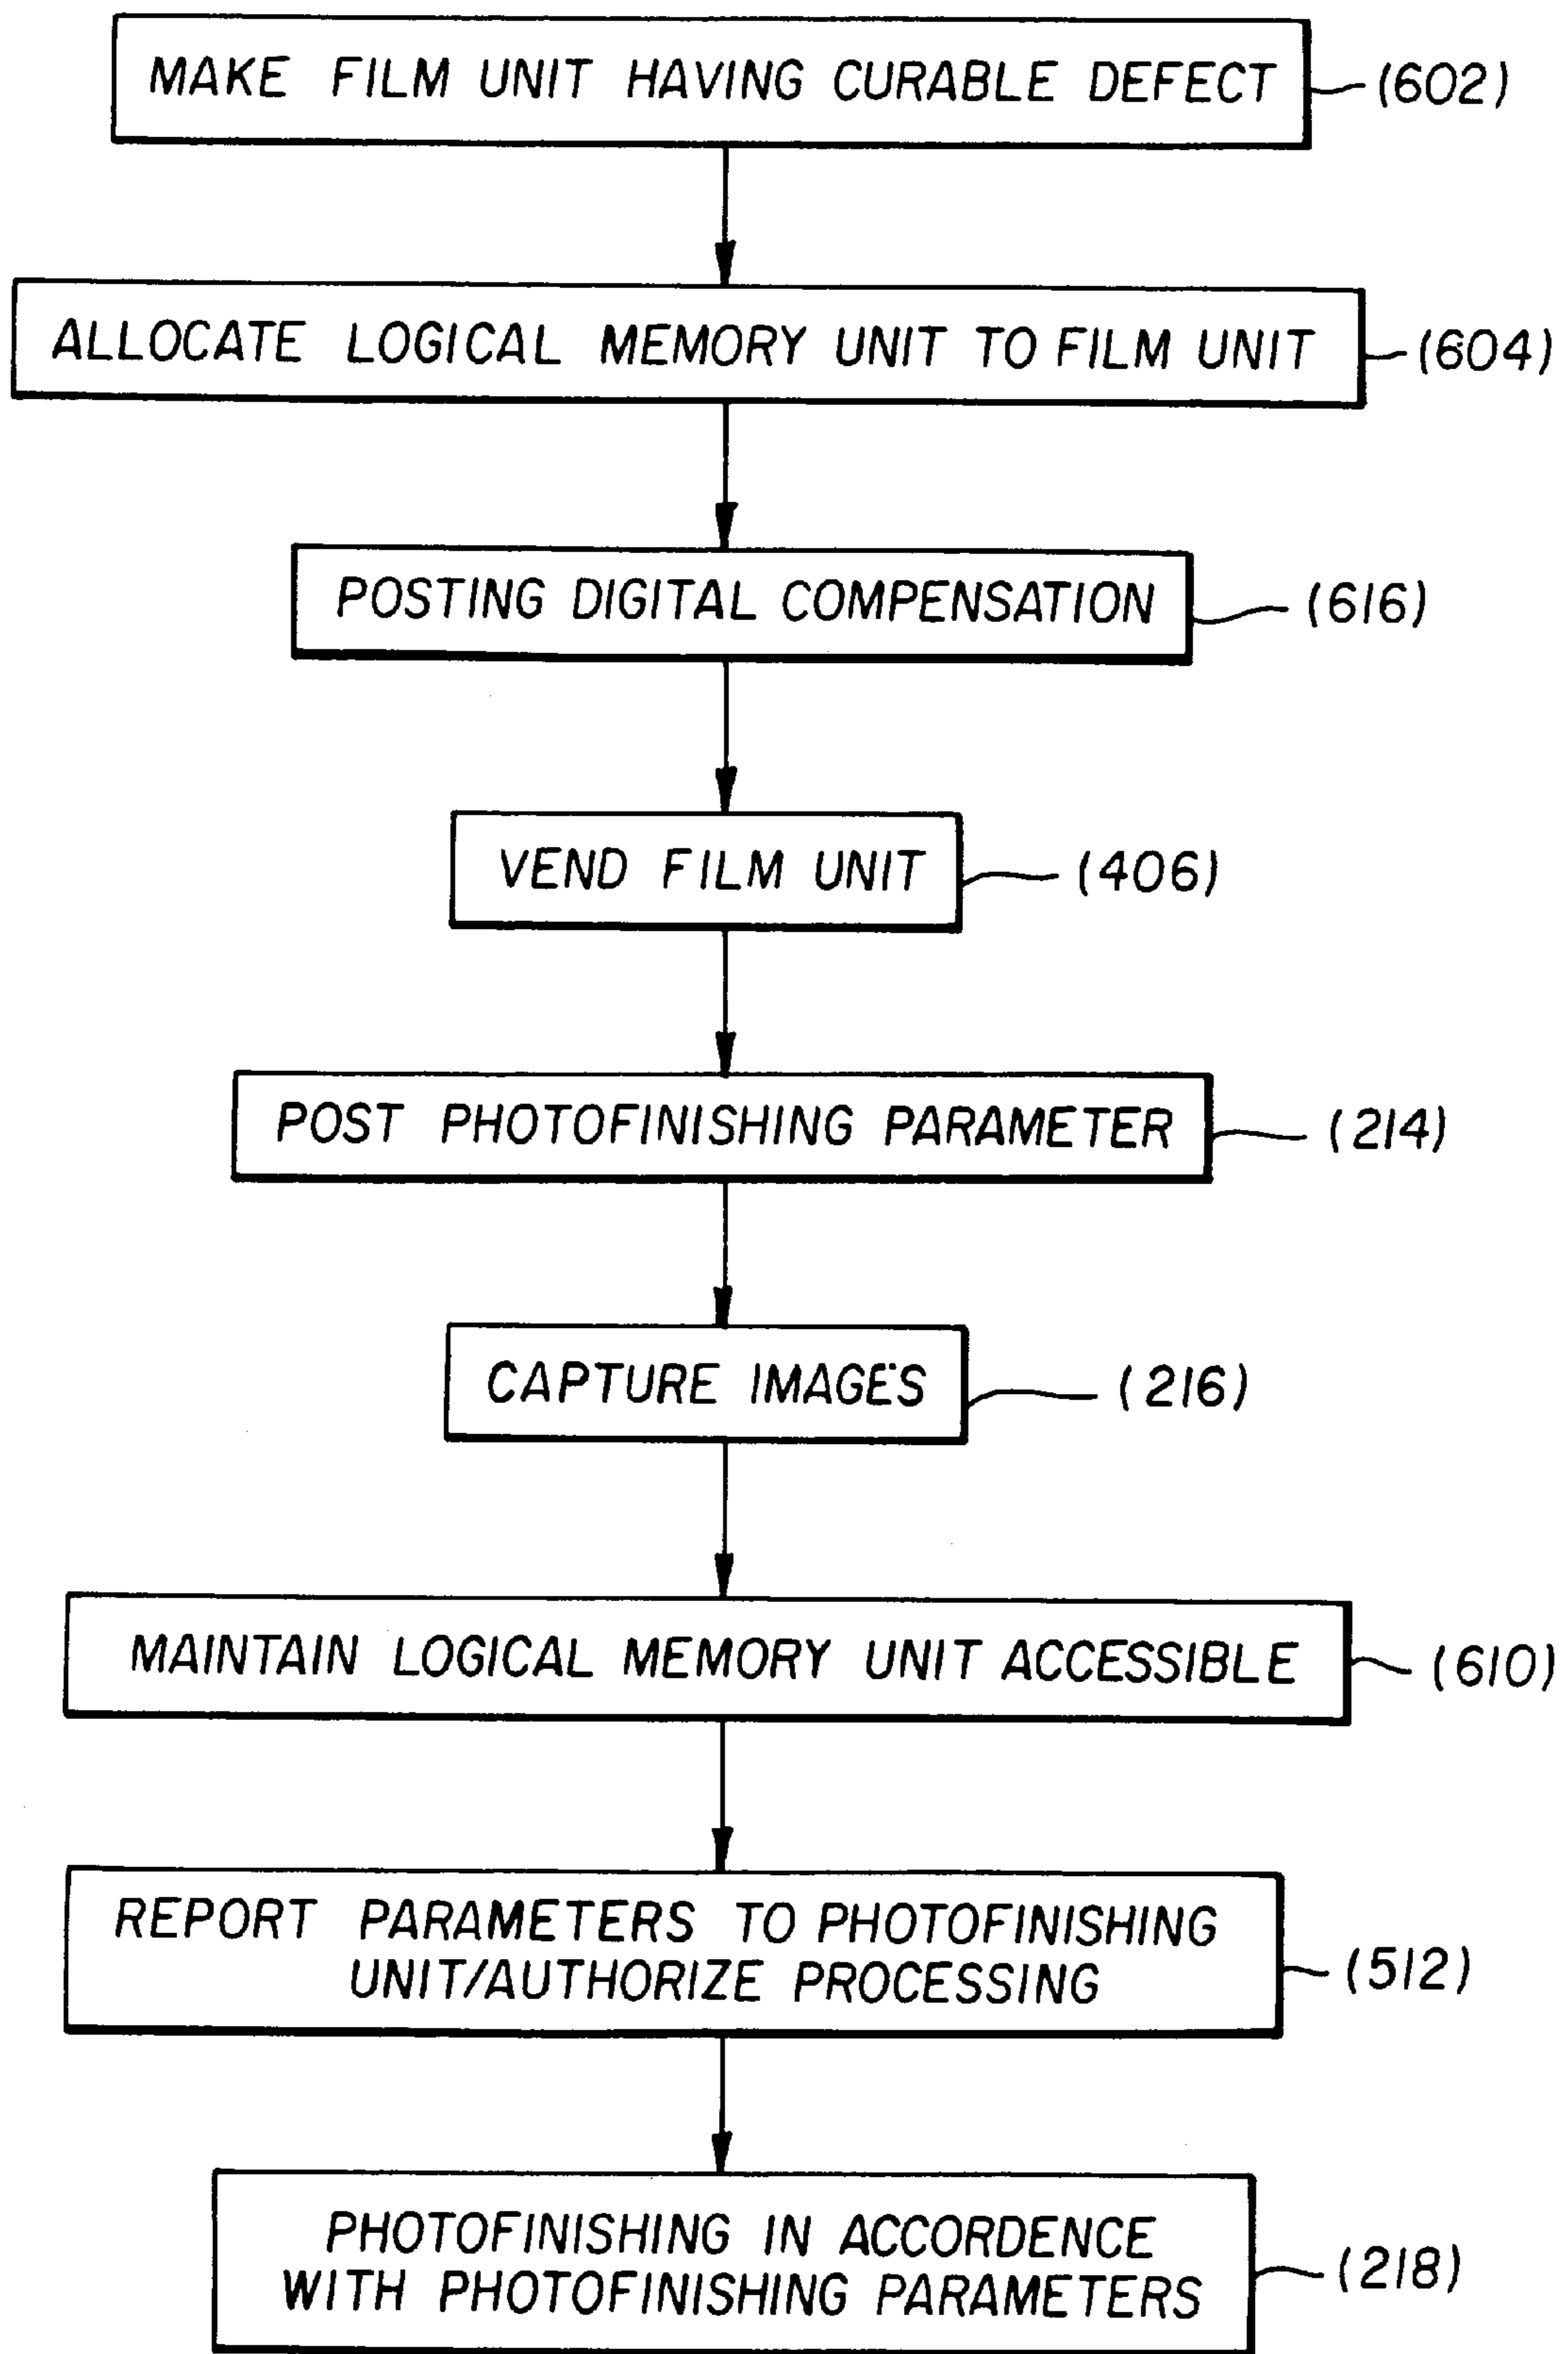 MAKE FILM UNIT HAVING CURABLE DEFECT (602)
ALLOCATE LOGICAL MEMORY UNIT TO FILM UNIT (604)
POSTING DIGITAL COMPENSATION (616)
VEND FILM UNIT (406)
POST PHOTOFINISHING PARAMETER (214)
CAPTURE IMAGES (216)
MAINTAIN LOGICAL MEMORY UNIT ACCESSIBLE (610)
REPORT PARAMETERS TO PHOTOFINISHING
UNIT/AUTHORIZE PROCESSING (512)
PHOTOFINISHING IN ACCORDENCE
WITH PHOTOFINISHING PARAMETERS (218)